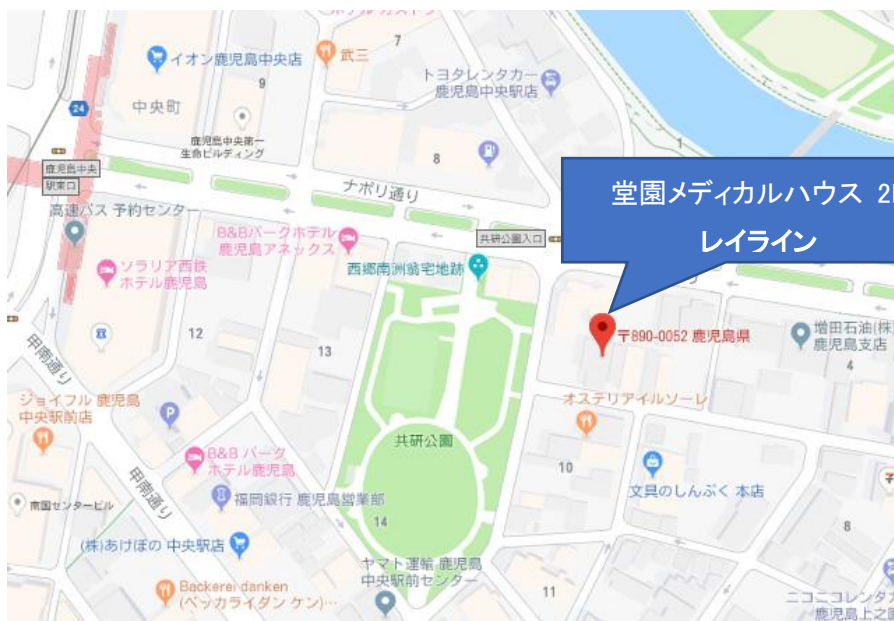 7
イオン鹿児島中央店
武三
9
トヨタレンタカー
鹿児島中央駅店
中央町
24
鹿児島中央第一
生命ビルディング
8
1
鹿児島中央
駅東口
ナポリ通り
堂園メディカルハウス 2
レイライン
高速バス 予約センター
B&Bパークホテル
鹿児島アネックス
共研公園入口
西郷南洲翁宅地跡
ソラリア西鉄
ホテル鹿児島
12
13
〒890-0052 鹿児島県
増田石油(株
鹿児島支店
4
甲南通り
ジョイフル 鹿児島
中央駅前店
オステリアイルソーレ
P
共研公園
B&B パーク
ホテル鹿児島
10
文具のしんぷく 本店
甲南通り
南国センタービル
福岡銀行 鹿児島営業部
14
8
(株)あけぼの 中央駅店
ヤマト運輸 鹿児島
中央駅前センター
Backerei danken
(ベッカライダン ケン)…
11
ニコニコレンタカ
鹿児島上之園